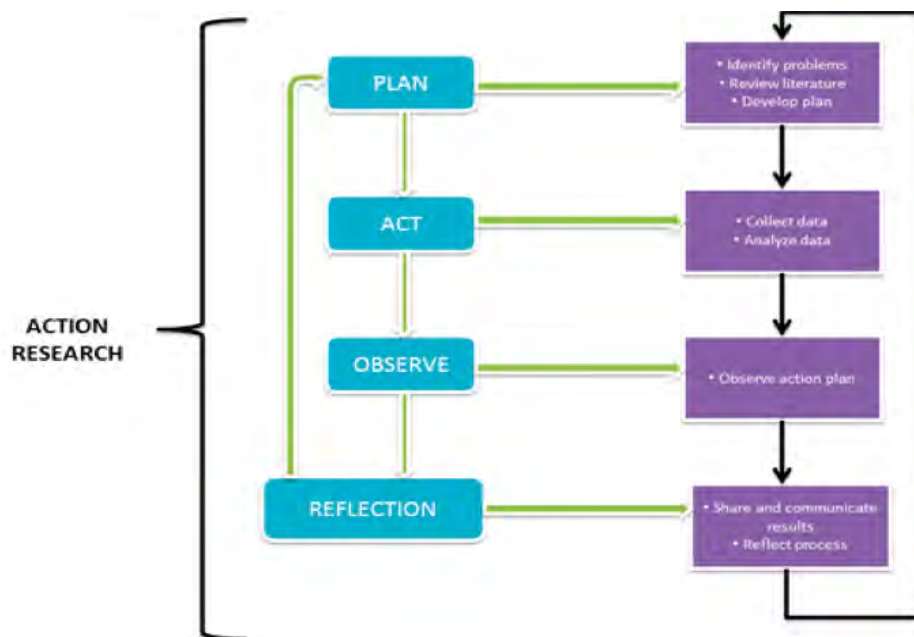 PLAN
• Identify problems
• Review literature
• Develop plan
ACT
• Collect data
• Analyze data
ACTION
RESEARCH
OBSERVE
• Observe action plan
REFLECTION
• Share and communicate
results
• Reflect process